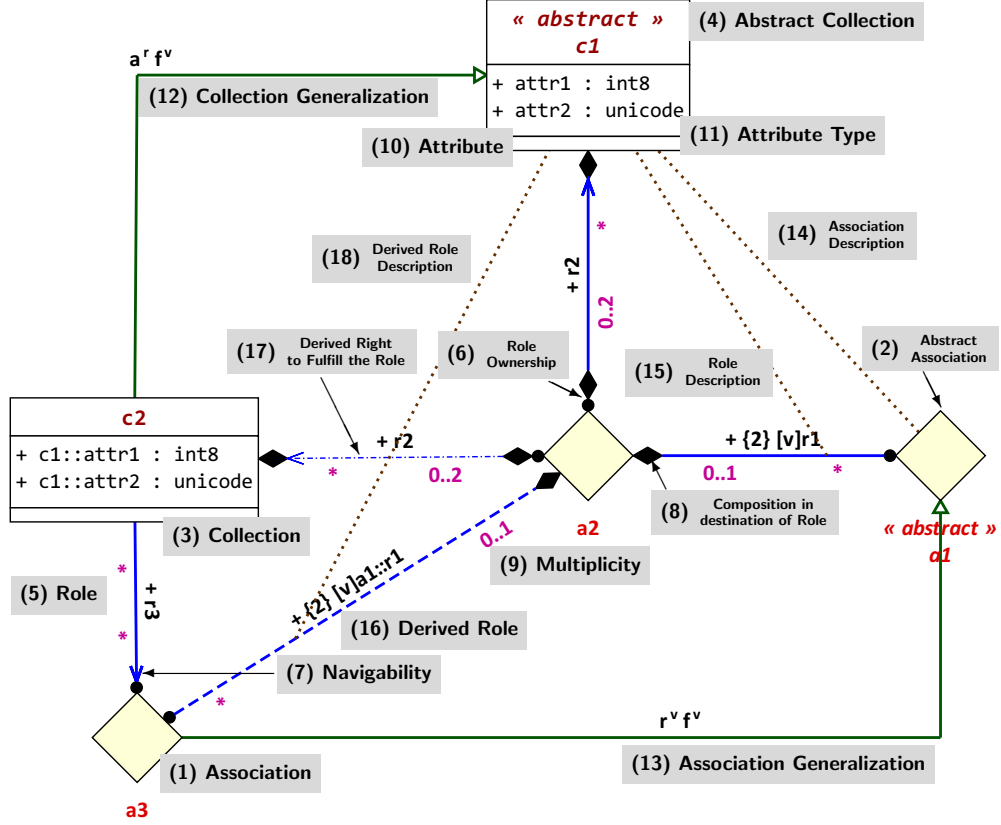 « abstract »
c1
(4) Abstract Collection
aʳ fᵛ
(12) Collection Generalization
+ attr1 : int8
+ attr2 : unicode
(11) Attribute Type
(10) Attribute
*
+ r2
0..2
(18) Derived Role
Description
(14) Association
Description
(17) Derived Right
to Fulfill the Role
(6) Role
Ownership
(15) Role
Description
(2) Abstract
Association
c2
+ c1::attr1 : int8
+ c1::attr2 : unicode
(3) Collection
+ r2
*
0..2
+ {2} [v]r1
0..1
*
(8) Composition in
destination of Role
a2
« abstract »
a1
0..1
(9) Multiplicity
+ {2} [v]a1::r1
(16) Derived Role
*
(5) Role
*
+ r3
*
(7) Navigability
rᵛ fᵛ
(13) Association Generalization
(1) Association
a3